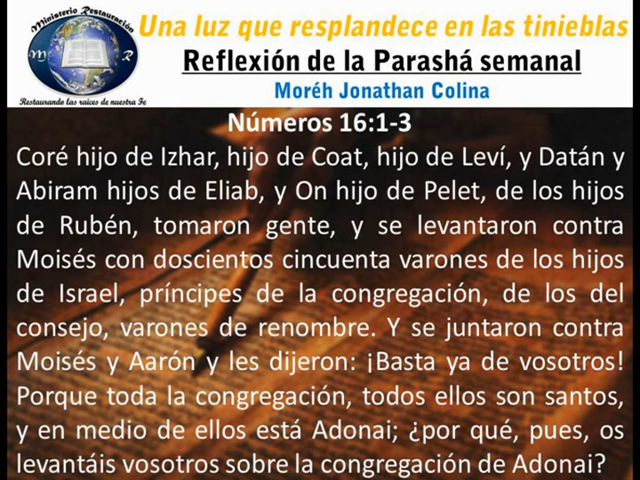 Ministerio Restauración
M R
Restaurando las raíces de nuestra Fe
Una luz que resplandece en las tinieblas
Reflexión de la Parashá semanal
Moréh Jonathan Colina
Números 16:1-3
Coré hijo de Izhar, hijo de Coat, hijo de Leví, y Datán y
Abiram hijos de Eliab, y On hijo de Pelet, de los hijos
de Rubén, tomaron gente, y se levantaron contra
Moisés con doscientos cincuenta varones de los hijos
de Israel, príncipes de la congregación, de los del
consejo, varones de renombre. Y se juntaron contra
Moisés y Aarón y les dijeron: ¡Basta ya de vosotros!
Porque toda la congregación, todos ellos son santos,
y en medio de ellos está Adonai; ¿por qué, pues, os
levantáis vosotros sobre la congregación de Adonai?